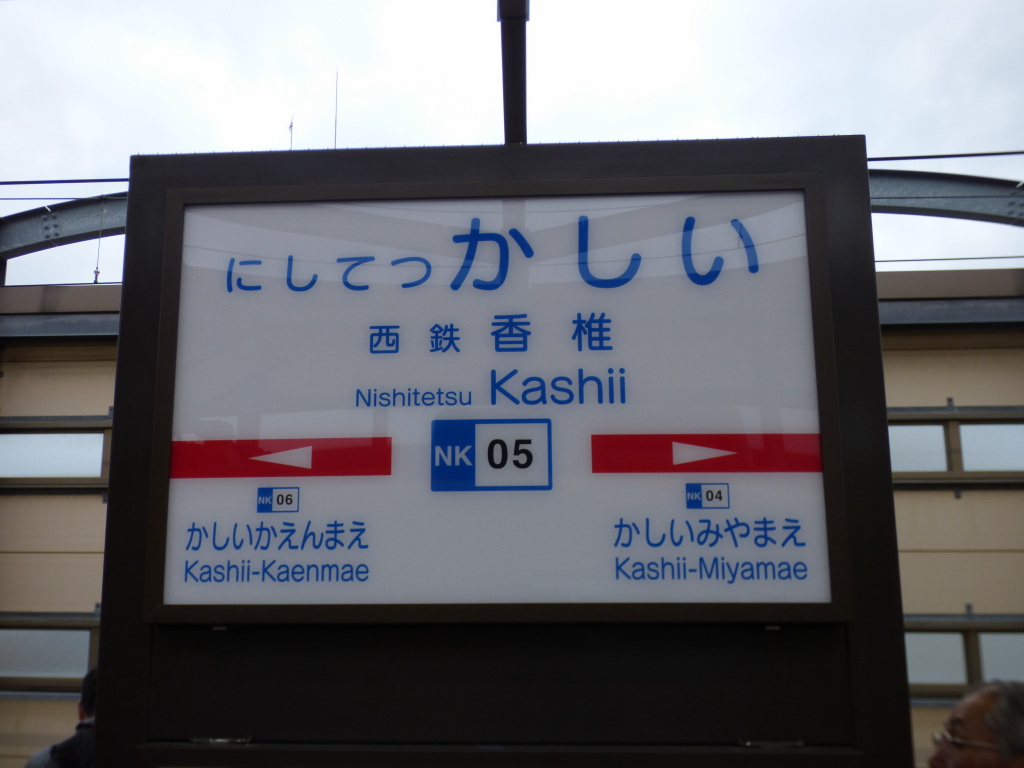 にしてつかしい
西鉄香椎
Nishitetsu Kashii
NK 05
NK 06
かしいかえんまえ
Kashii-Kaenmae
NK 04
かしいみやまえ
Kashii-Miyamae